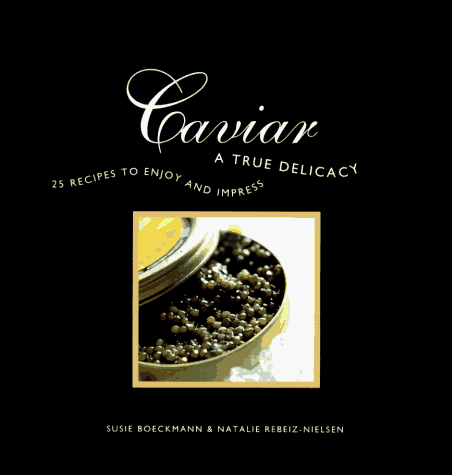 Caviar
A TRUE DELICACY
25 RECIPES TO ENJOY AND IMPRESS
SUSIE BOECKMANN & NATALIE REBEIZ-NIELSEN